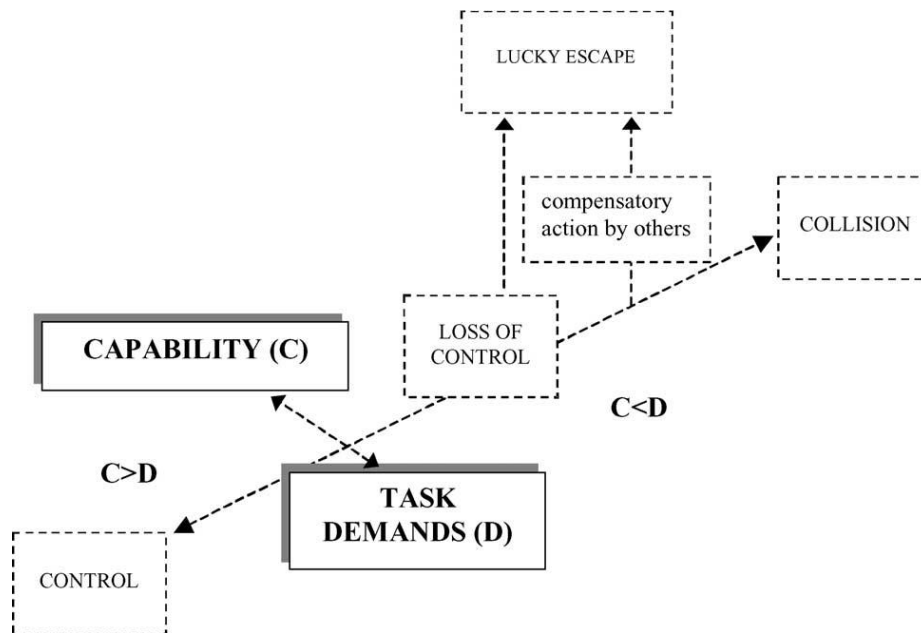 LUCKY ESCAPE
compensatory
action by others
COLLISION
LOSS OF
CONTROL
CAPABILITY (C)
C<D
C>D
TASK
DEMANDS (D)
CONTROL